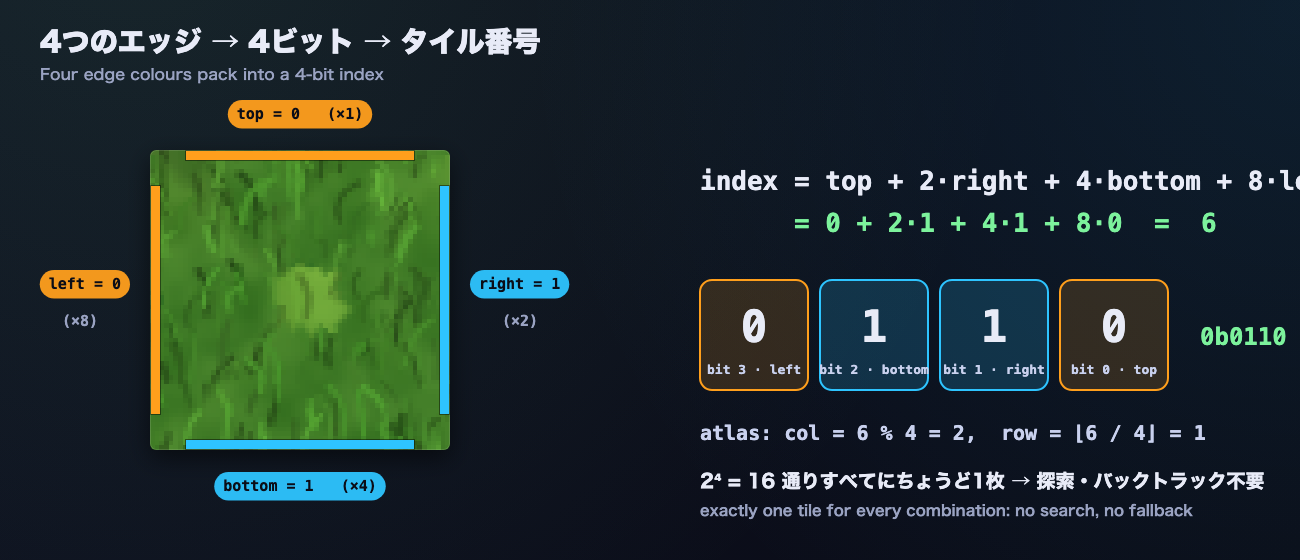 4つのエッジ → 4ビット → タイル番号
Four edge colours pack into a 4-bit index
top = 0 (×1)
left = 0
(×8)
right = 1
(×2)
bottom = 1 (×4)
index = top + 2·right + 4·bottom + 8·le
= 0 + 2·1 + 4·1 + 8·0 = 6
0
bit 3 · left
1
bit 2 · bottom
1
bit 1 · right
0
bit 0 · top
0b0110
atlas: col = 6 % 4 = 2, row = ⌊6 / 4⌋ = 1
2⁴ = 16 通りすべてにちょうど1枚 → 探索・バックトラック不要
exactly one tile for every combination: no search, no fallback